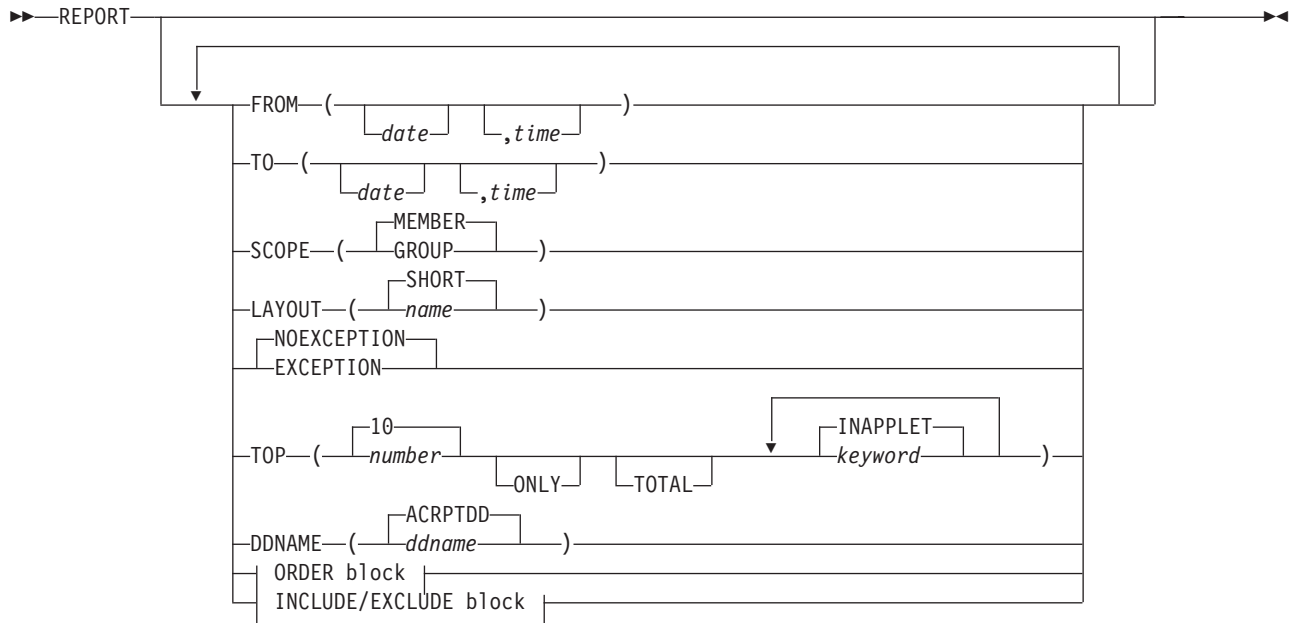 REPORT
FROM ( date ,time )
TO ( date ,time )
MEMBER
SCOPE ( GROUP )
SHORT
LAYOUT ( name )
NOEXCEPTION
EXCEPTION
10 INAPPLET
TOP ( number ONLY TOTAL keyword )
ACRPTDD
DDNAME ( ddname )
ORDER block
INCLUDE/EXCLUDE block